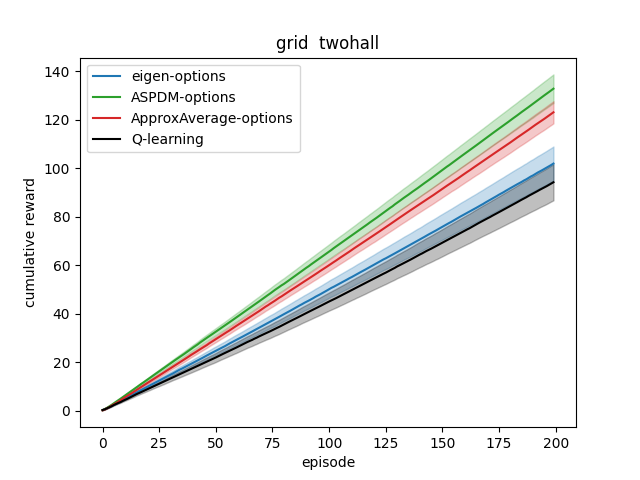 grid twohall
eigen-options
ASPDM-options
ApproxAverage-options
Q-learning
cumulative reward
140
120
100
80
60
40
20
0
0 25 50 75 100 125 150 175 200
episode